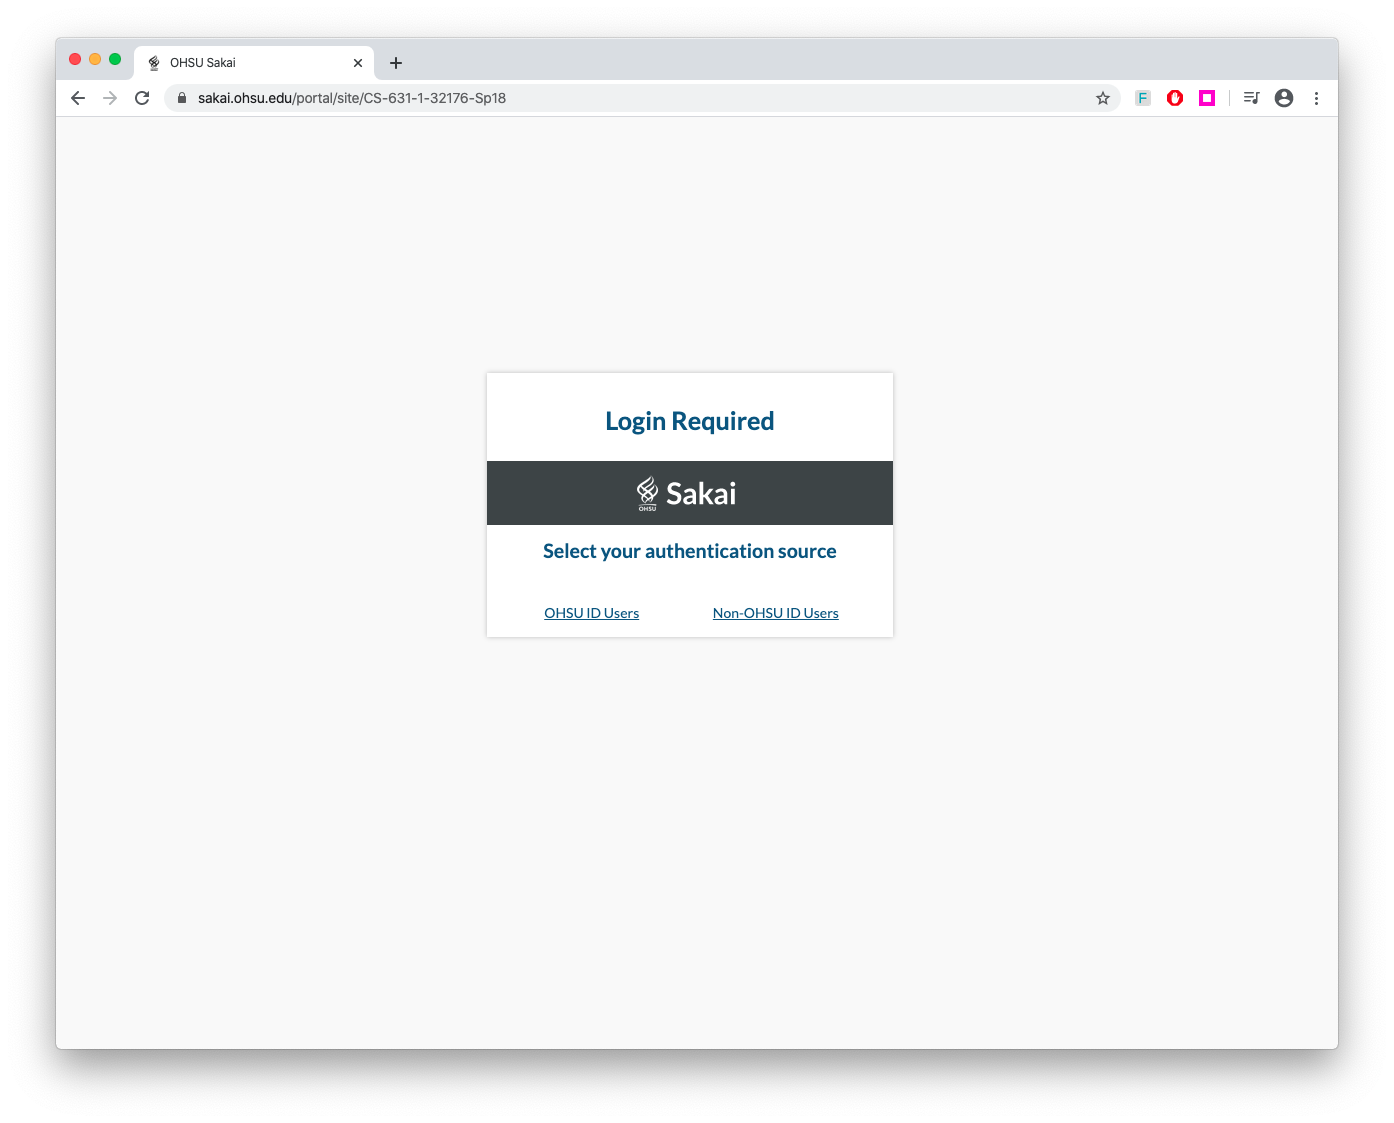 OHSU Sakai
sakai.ohsu.edu/portal/site/CS-631-1-32176-Sp18
F
Login Required
OHSU Sakai
Select your authentication source
OHSU ID Users Non-OHSU ID Users